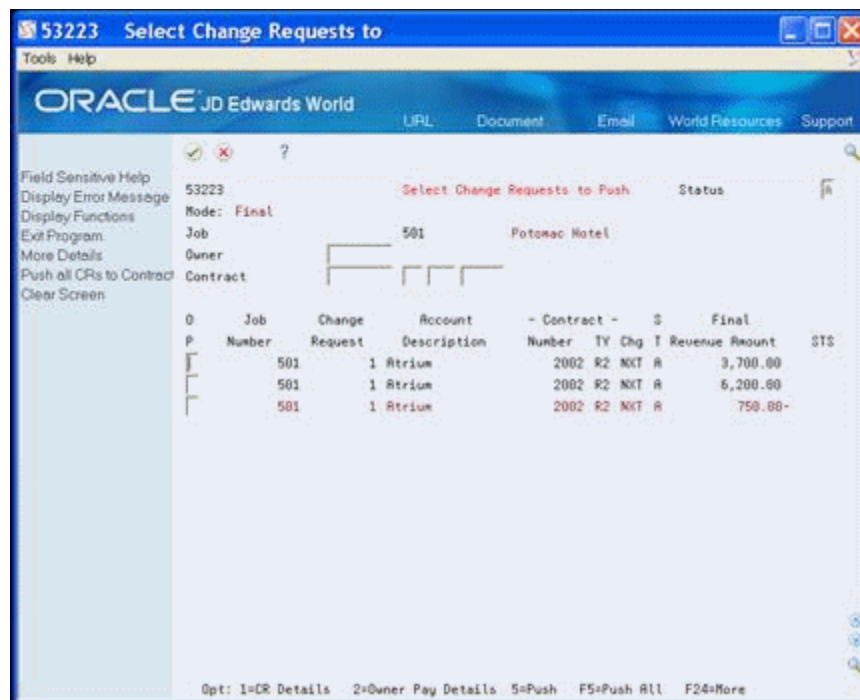 53223 Select Change Requests to
Tools Help
ORACLE JD Edwards World
URL Document Email World Resources Support
?
Field Sensitive Help
Display Error Message
Display Functions
Exit Program
More Details
Push all CRs to Contract
Clear Screen
53223 Select Change Requests to Push Status A
Mode: Final
Job 501 Potomac Hotel
Owner
Contract
O Job Change Account - Contract - S Final
P Number Request Description Number TY Chg T Revenue Amount STS
501 1 Atrium 2002 R2 NXT A 3,700.00
501 1 Atrium 2002 R2 NXT A 6,200.00
501 1 Atrium 2002 R2 NXT A 750.00-
Opt: 1=CR Details 2=Owner Pay Details 5=Push F5=Push All F24=More